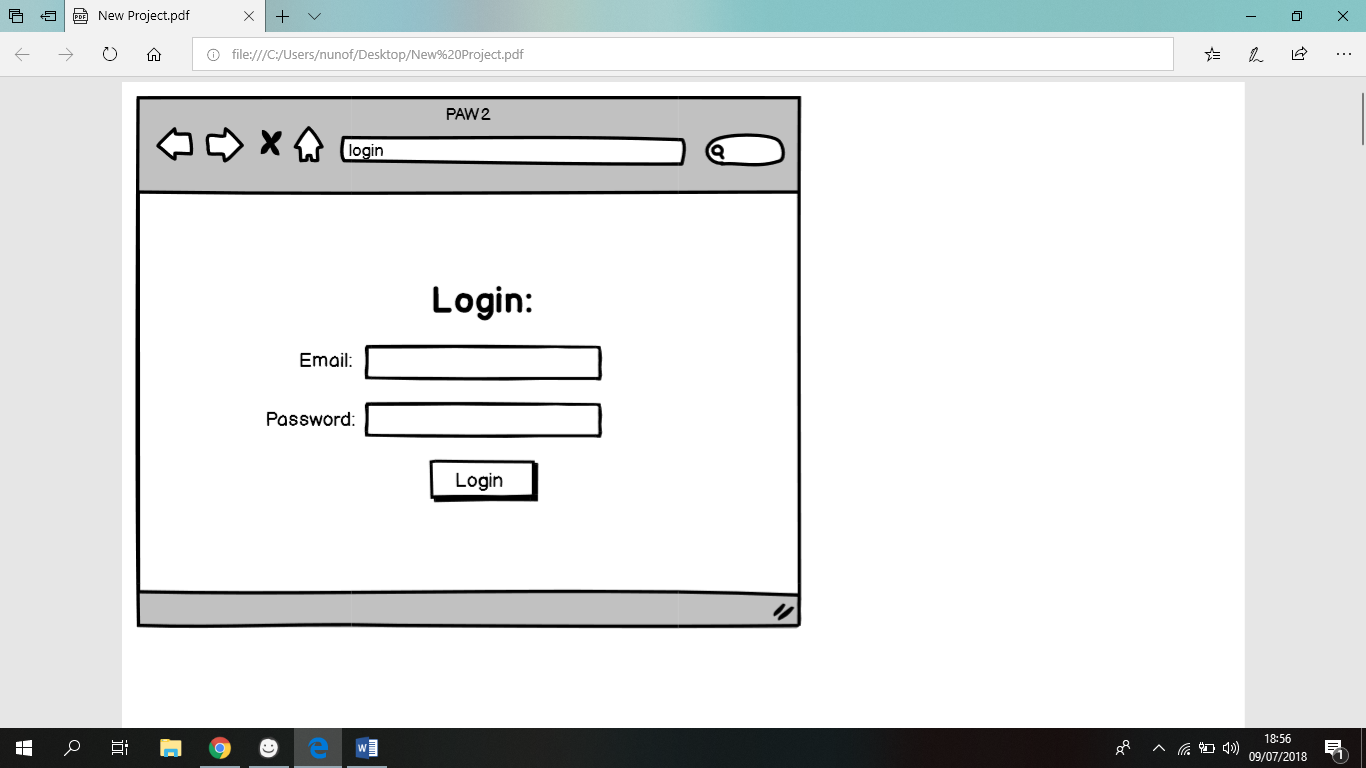 New Project.pdf
file:///C:/Users/nunof/Desktop/New%20Project.pdf
PAW2
login
Login:
Email:
Password:
Login
18:56
09/07/2018
1